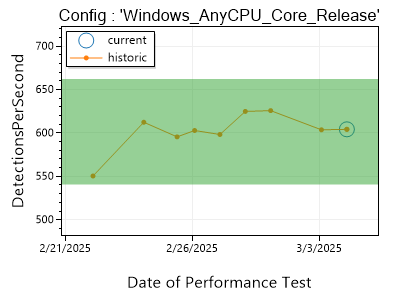 Config : 'Windows_AnyCPU_Core_Release'
current
historic
DetectionsPerSecond
700
650
600
550
500
2/21/2025
2/26/2025
3/3/2025
Date of Performance Test